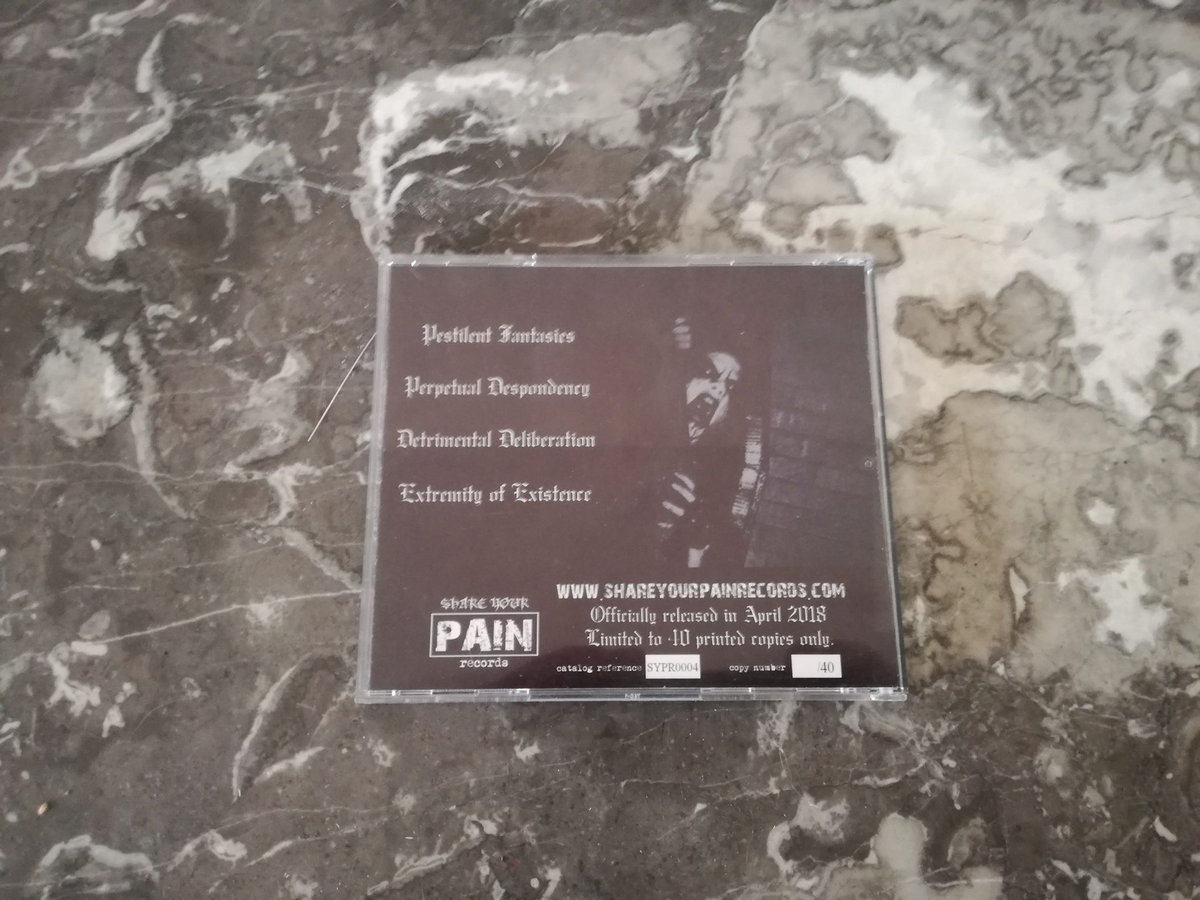 Pestilent Fantasies
Perpetual Despondency
Detrimental Deliberation
Extremity of Existence
SHARE YOUR
PAIN
records
WWW.SHAREYOURPAINRECORDS.COM
Officially released in April 2018
Limited to 40 printed copies only.
catalog reference SYPR0004 copy number /40